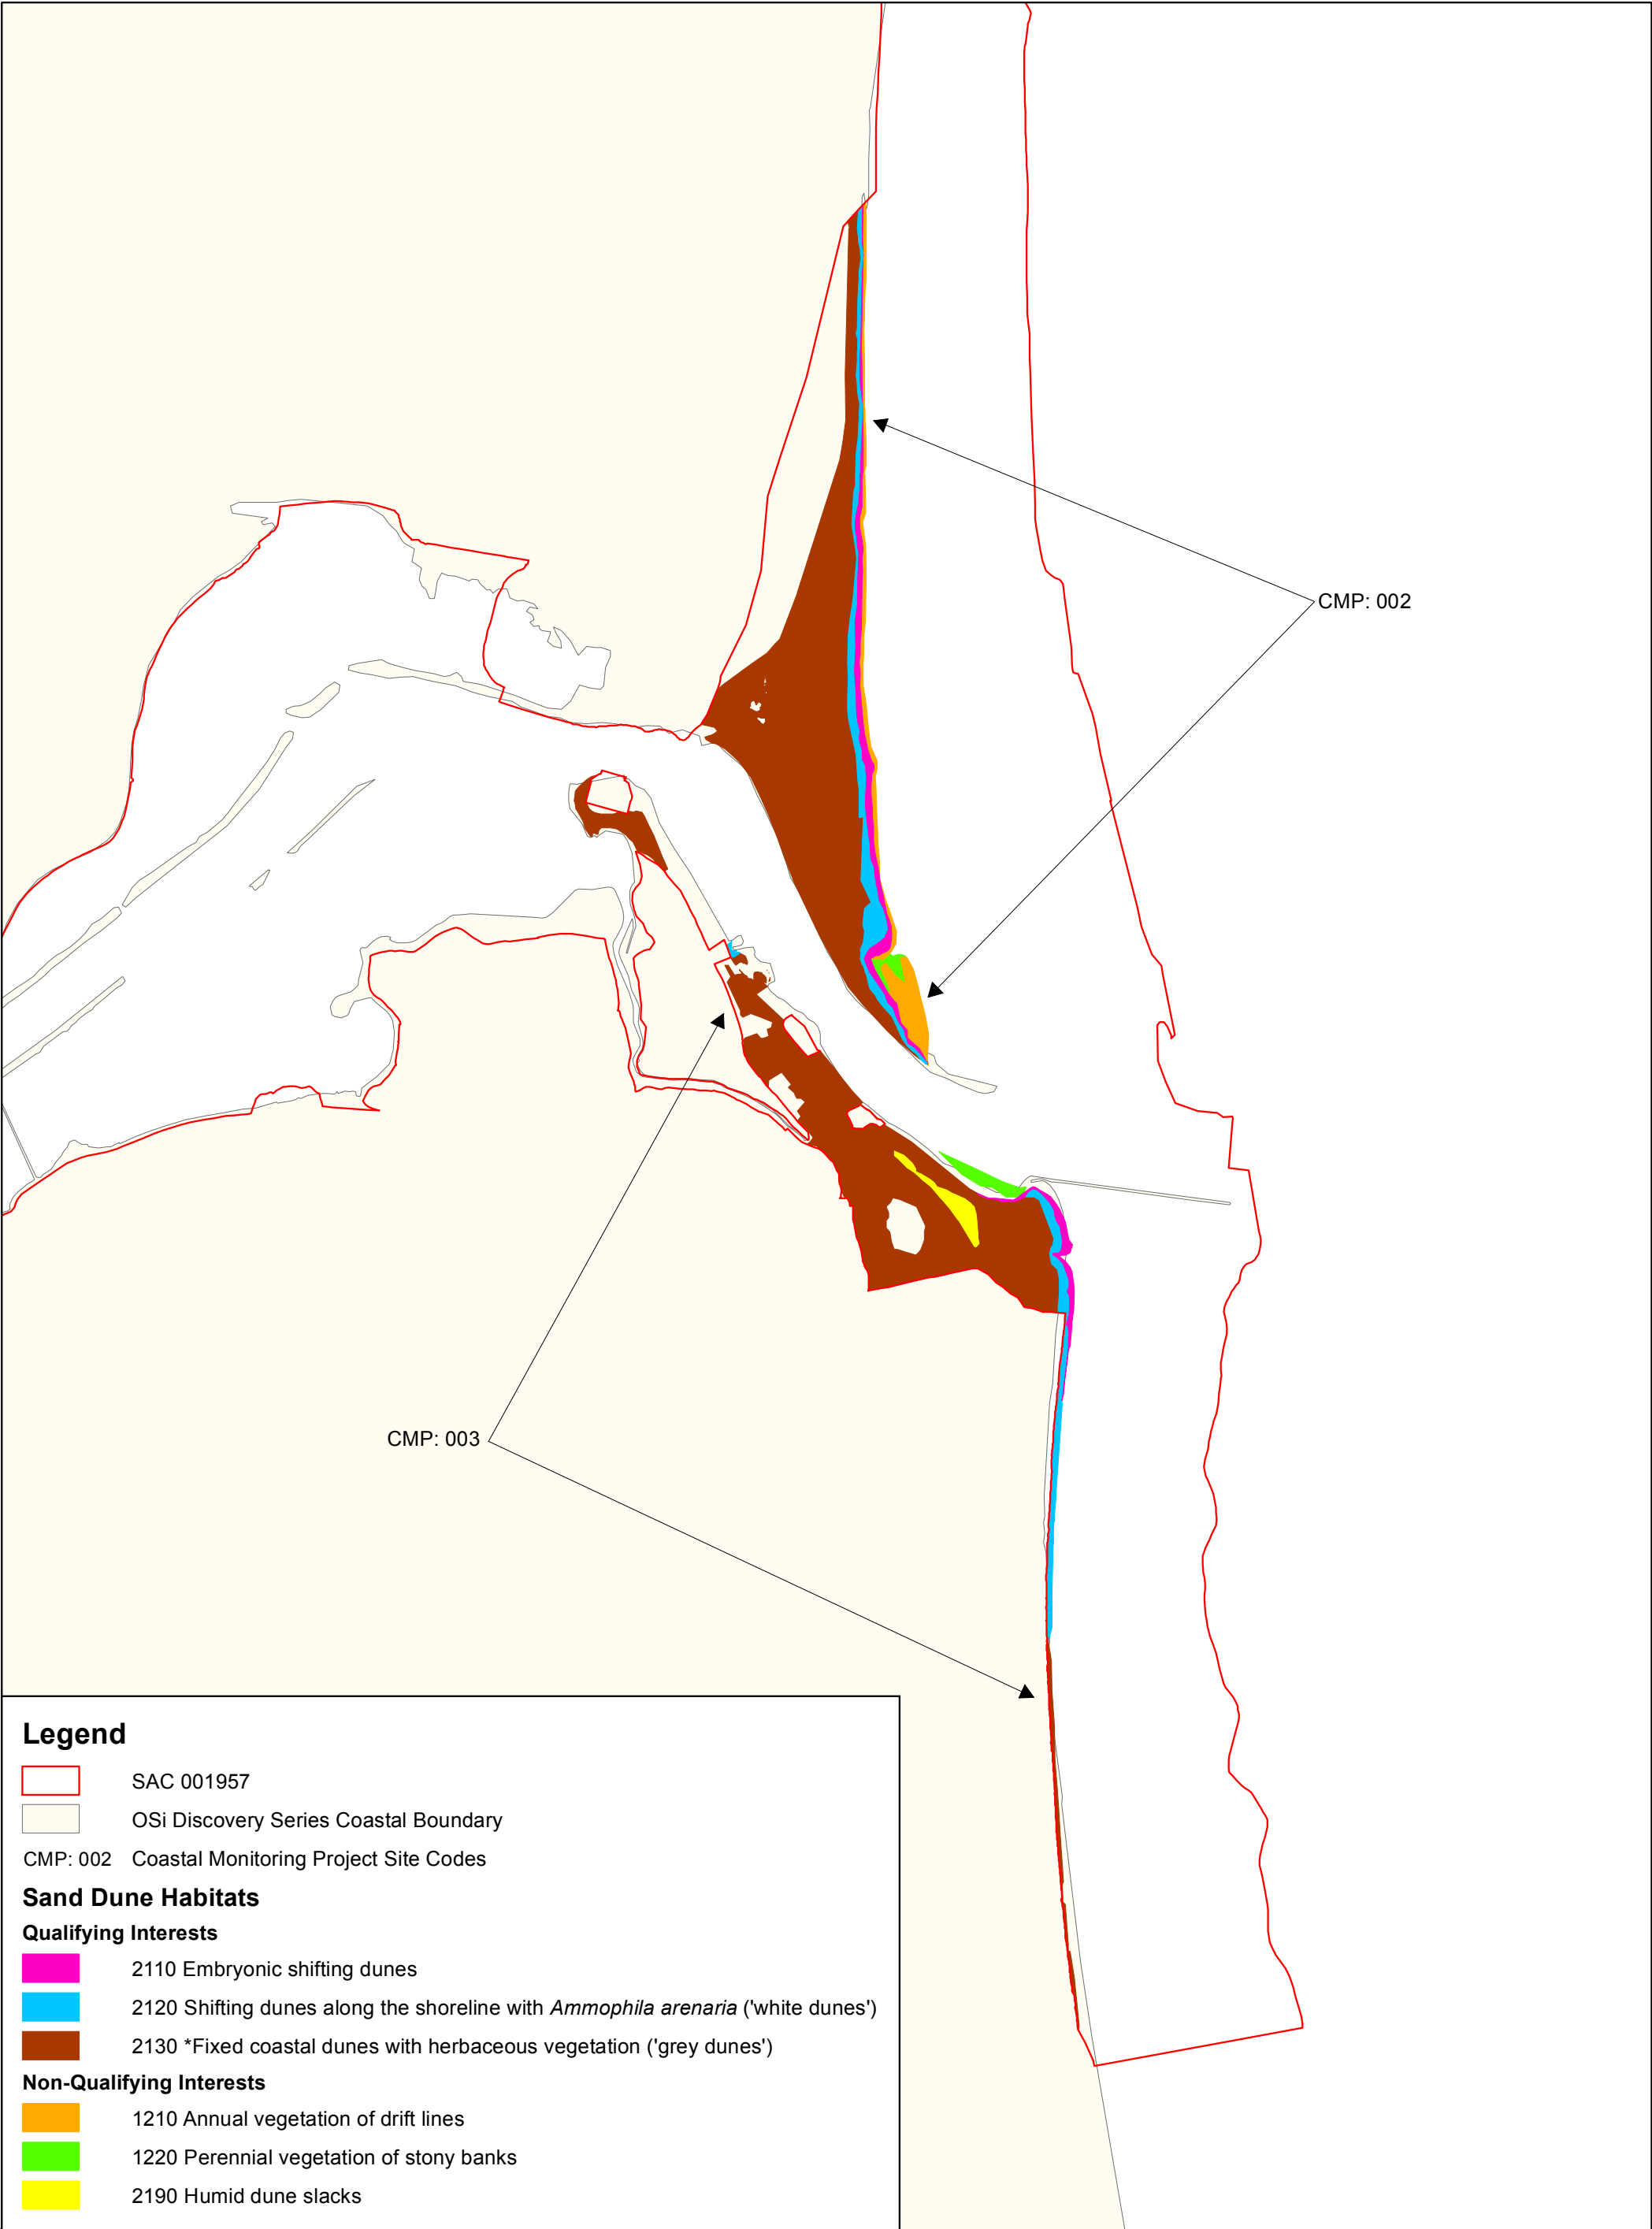 CMP: 002
CMP: 003
Legend
SAC 001957
OSi Discovery Series Coastal Boundary
CMP: 002 Coastal Monitoring Project Site Codes
Sand Dune Habitats
Qualifying Interests
2110 Embryonic shifting dunes
2120 Shifting dunes along the shoreline with Ammophila arenaria ('white dunes')
2130 *Fixed coastal dunes with herbaceous vegetation ('grey dunes')
Non-Qualifying Interests
1210 Annual vegetation of drift lines
1220 Perennial vegetation of stony banks
2190 Humid dune slacks